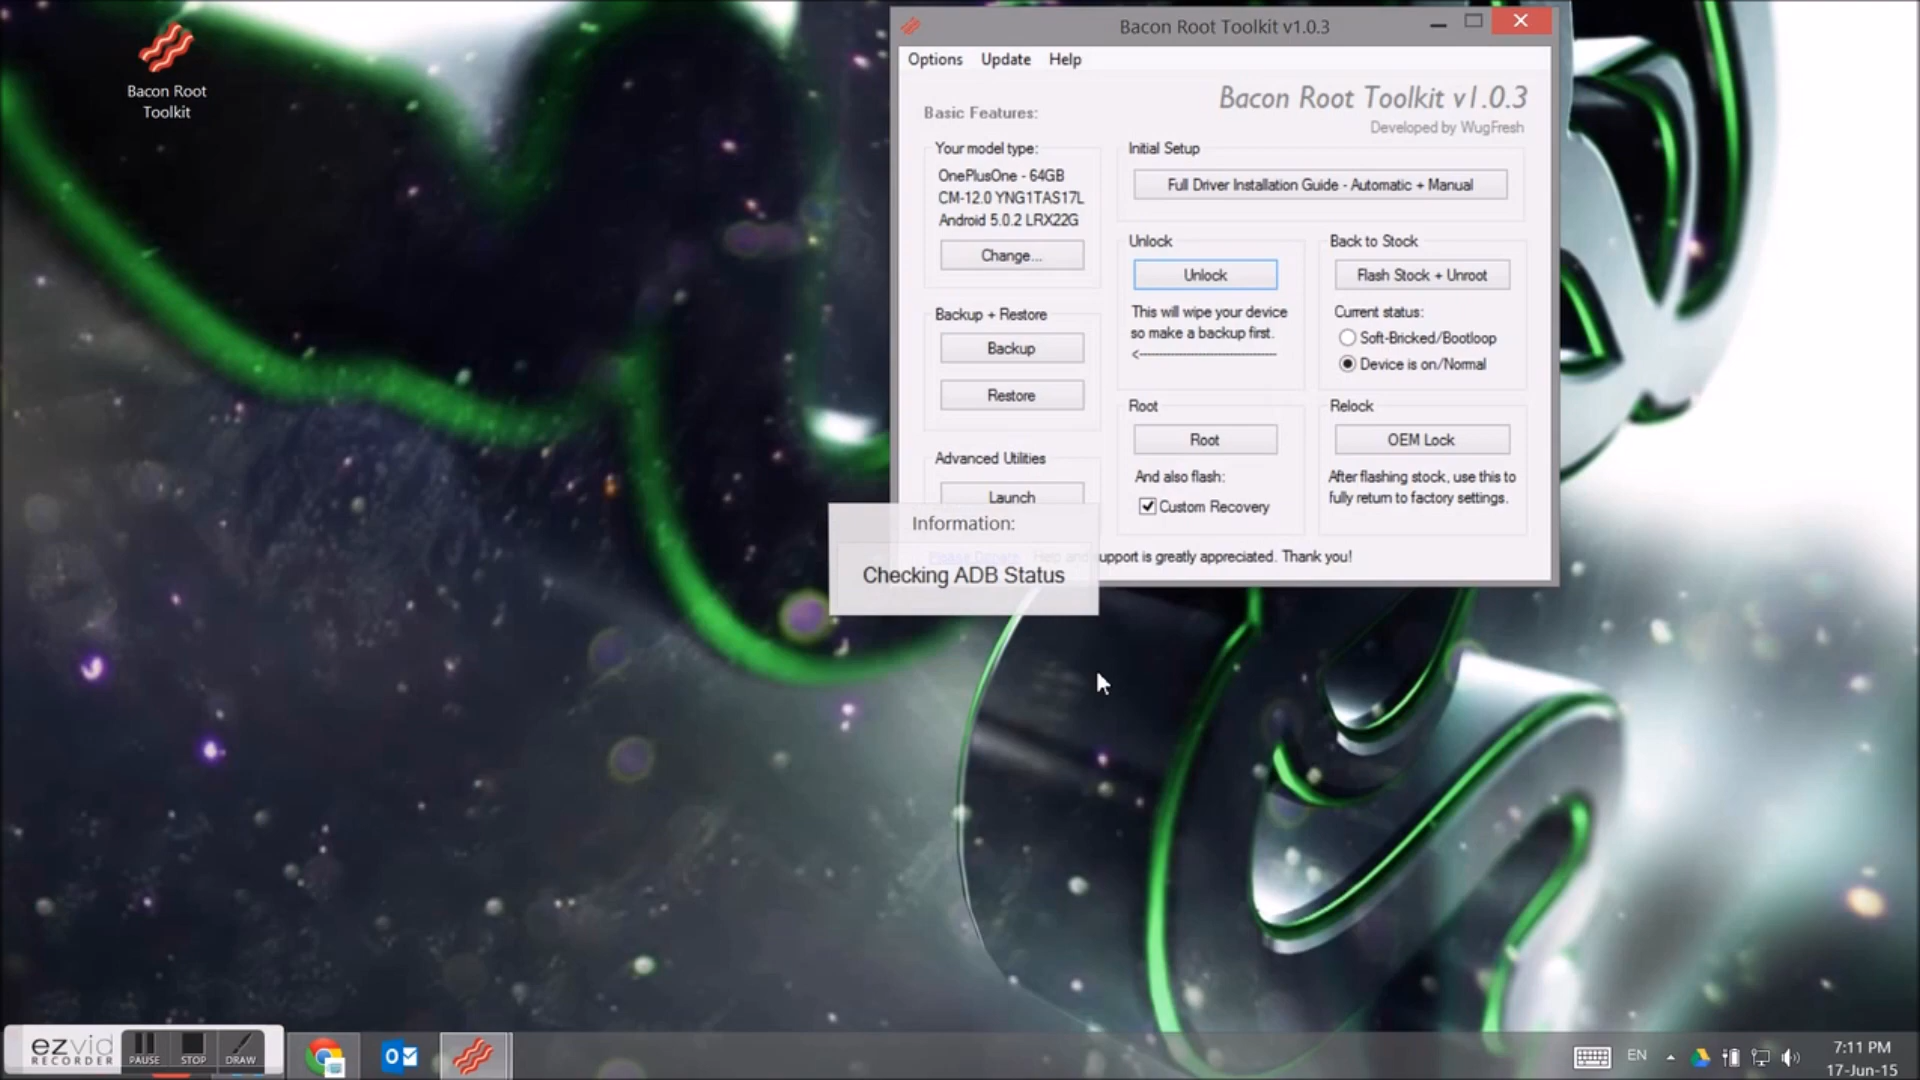 Bacon Root
Toolkit
Bacon Root Toolkit v1.0.3
Options Update Help
Bacon Root Toolkit v1.0.3
Developed by WugFresh
Basic Features:
Your model type:
OnePlusOne - 64GB
CM-12.0 YNG1TAS17L
Android 5.0.2 LRX22G
Change...
Initial Setup
Full Driver Installation Guide - Automatic + Manual
Unlock
Unlock
This will wipe your device
so make a backup first.
<-----------------------------------
Back to Stock
Flash Stock + Unroot
Current status:
Soft-Bricked/Bootloop
Device is on/Normal
Backup + Restore
Backup
Restore
Root
Root
And also flash:
Custom Recovery
Relock
OEM Lock
After flashing stock, use this to
fully return to factory settings.
Advanced Utilities
Launch
Information:
Please Donate Help and support is greatly appreciated. Thank you!
Checking ADB Status
ezvid
RECORDER
PAUSE STOP DRAW
EN
7:11 PM
17-Jun-15